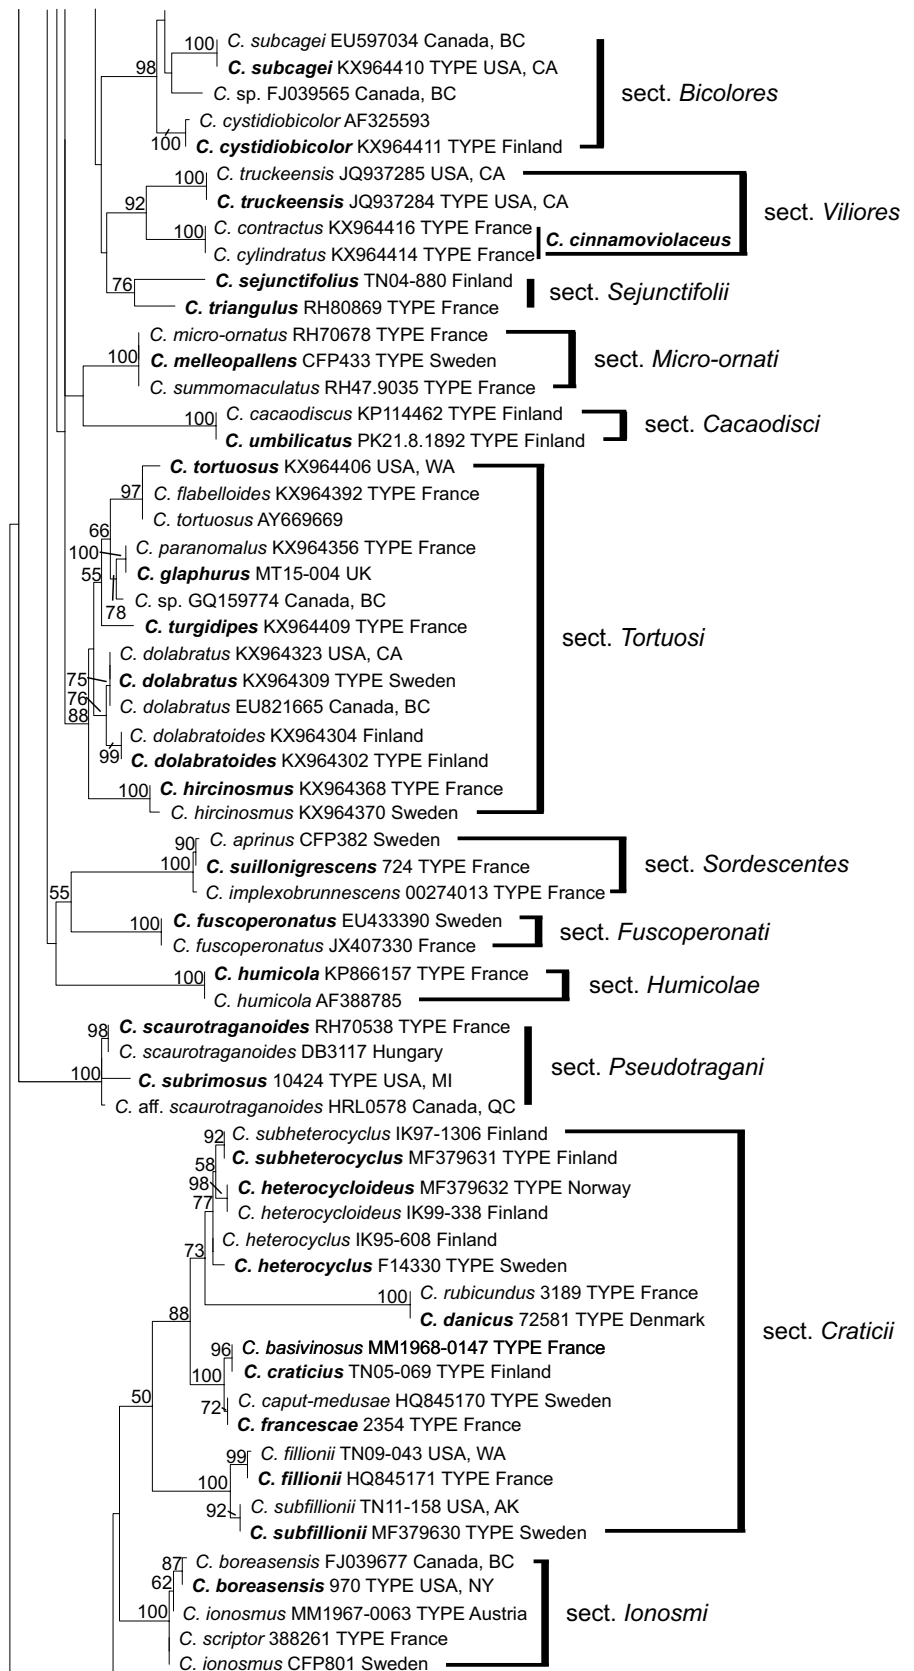 100 C. subcagei EU597034 Canada, BC
C. subcagei KX964410 TYPE USA, CA
98
C. sp. FJ039565 Canada, BC
sect. Bicolores
C. cystidiobicolor AF325593
100 C. cystidiobicolor KX964411 TYPE Finland
100 C. truckeensis JQ937285 USA, CA
C. truckeensis JQ937284 TYPE USA, CA
92
sect. Viliores
100 C. contractus KX964416 TYPE France
C. cinnamoviolaceus
C. cylindratus KX964414 TYPE France
C. sejunctifolius TN04-880 Finland
76
sect. Sejunctifolii
C. triangulus RH80869 TYPE France
C. micro-ornatus RH70678 TYPE France
100 C. melleopallens CFP433 TYPE Sweden
sect. Micro-ornati
C. summomaculatus RH47.9035 TYPE France
100 C. cacaodiscus KP114462 TYPE Finland
sect. Cacaodisci
C. umbilicatus PK21.8.1892 TYPE Finland
C. tortuosus KX964406 USA, WA
97 C. flabelloides KX964392 TYPE France
C. tortuosus AY669669
66
100 C. paranomalus KX964356 TYPE France
55 C. glaphurus MT15-004 UK
C. sp. GQ159774 Canada, BC
78
C. turgidipes KX964409 TYPE France
sect. Tortuosi
C. dolabratus KX964323 USA, CA
75 C. dolabratus KX964309 TYPE Sweden
76 C. dolabratus EU821665 Canada, BC
88
C. dolabratoides KX964304 Finland
99 C. dolabratoides KX964302 TYPE Finland
100 C. hircinosmus KX964368 TYPE France
C. hircinosmus KX964370 Sweden
90 C. aprinus CFP382 Sweden
100 C. suillonigrescens 724 TYPE France
sect. Sordescentes
C. implexobrunnescens 00274013 TYPE France
55
100 C. fuscoperonatus EU433390 Sweden
sect. Fuscoperonati
C. fuscoperonatus JX407330 France
100 C. humicola KP866157 TYPE France
sect. Humicolae
C. humicola AF388785
98 C. scaurotraganoides RH70538 TYPE France
C. scaurotraganoides DB3117 Hungary
sect. Pseudotragani
100 C. subrimosus 10424 TYPE USA, MI
C. aff. scaurotraganoides HRL0578 Canada, QC
92 C. subheterocyclus IK97-1306 Finland
C. subheterocyclus MF379631 TYPE Finland
58
98 C. heterocycloideus MF379632 TYPE Norway
77 C. heterocycloideus IK99-338 Finland
C. heterocyclus IK95-608 Finland
73
C. heterocyclus F14330 TYPE Sweden
100 C. rubicundus 3189 TYPE France
C. danicus 72581 TYPE Denmark
88
sect. Craticii
96 C. basivinosus MM1968-0147 TYPE France
100 C. craticius TN05-069 TYPE Finland
50
C. caput-medusae HQ845170 TYPE Sweden
72 C. francescae 2354 TYPE France
99 C. fillionii TN09-043 USA, WA
100 C. fillionii HQ845171 TYPE France
92 C. subfillionii TN11-158 USA, AK
C. subfillionii MF379630 TYPE Sweden
87 C. boreasensis FJ039677 Canada, BC
62 C. boreasensis 970 TYPE USA, NY
100 C. ionosmus MM1967-0063 TYPE Austria
sect. Ionosmi
C. scriptor 388261 TYPE France
C. ionosmus CFP801 Sweden